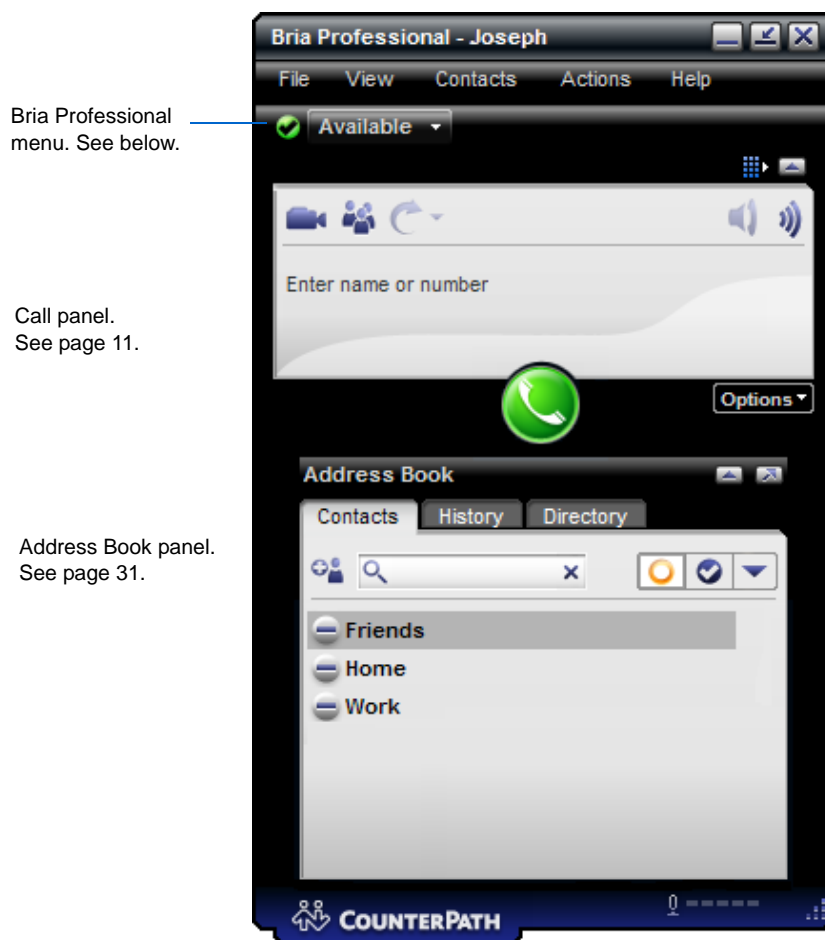 Bria Professional - Joseph
File View Contacts Actions Help
Bria Professional
menu. See below.
Available
Enter name or number
Call panel.
See page 11.
Options
Address Book
Contacts History Directory
Address Book panel.
See page 31.
Friends
Home
Work
COUNTERPATH